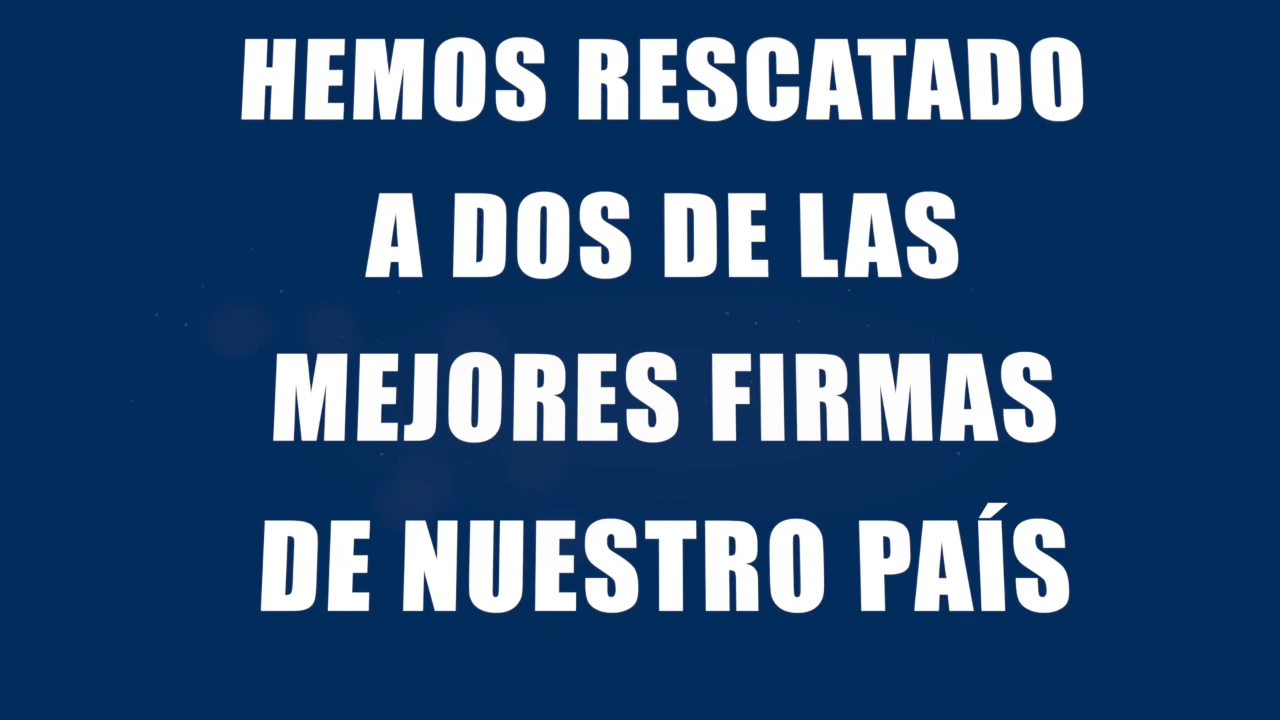 HEMOS RESCATADO
A DOS DE LAS
MEJORES FIRMAS
DE NUESTRO PAÍS